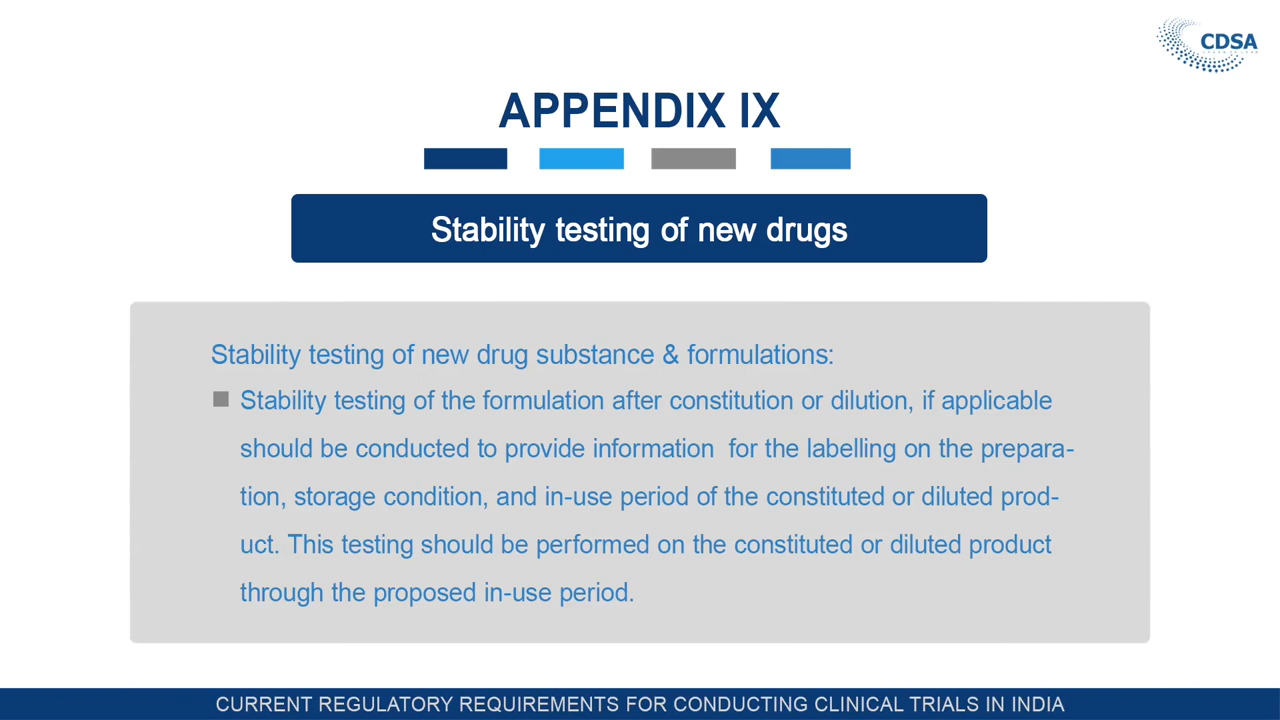 CDSA
APPENDIX IX
Stability testing of new drugs
Stability testing of new drug substance & formulations:
Stability testing of the formulation after constitution or dilution, if applicable
should be conducted to provide information  for the labelling on the prepara-
tion, storage condition, and in-use period of the constituted or diluted prod-
uct. This testing should be performed on the constituted or diluted product
through the proposed in-use period.
CURRENT REGULATORY REQUIREMENTS FOR CONDUCTING CLINICAL TRIALS IN INDIA